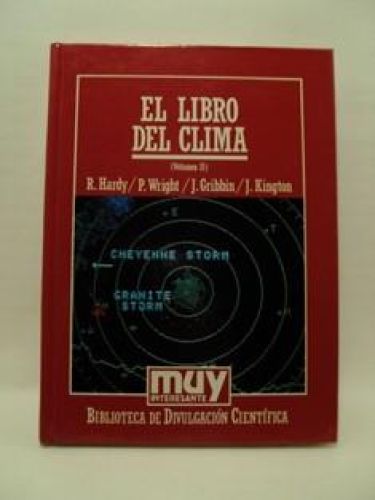 EL LIBRO
DEL CLIMA
(Volumen II)
R. Hardy/P. Wright/J. Gribbin/J. Kington
E
T
CHEYENNE STORM
GRANITE
STORM
muy
INTERESANTE
BIBLIOTECA DE DIVULGACIÓN CIENTÍFICA